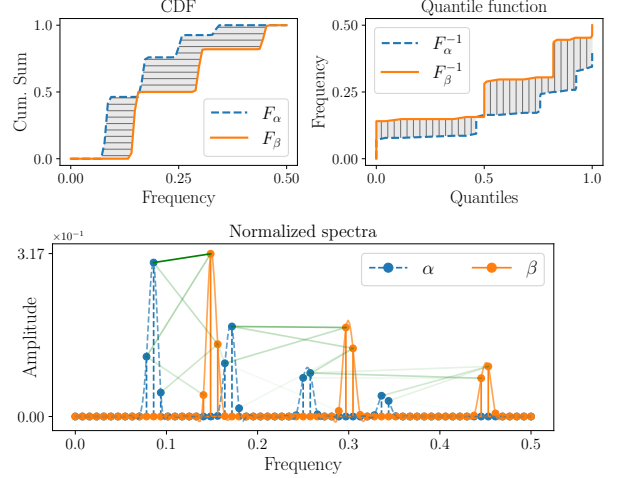 CDF
Quantile function
1.0
0.5
0.0
Cum. Sum
F_α
F_β
0.00
0.25
0.50
Frequency
0.50
0.25
0.00
Frequency
F_α^{-1}
F_β^{-1}
0.0
0.5
1.0
Quantiles
Normalized spectra
×10^{-1}
3.17
0.00
Amplitude
α
β
0.0
0.1
0.2
0.3
0.4
0.5
Frequency